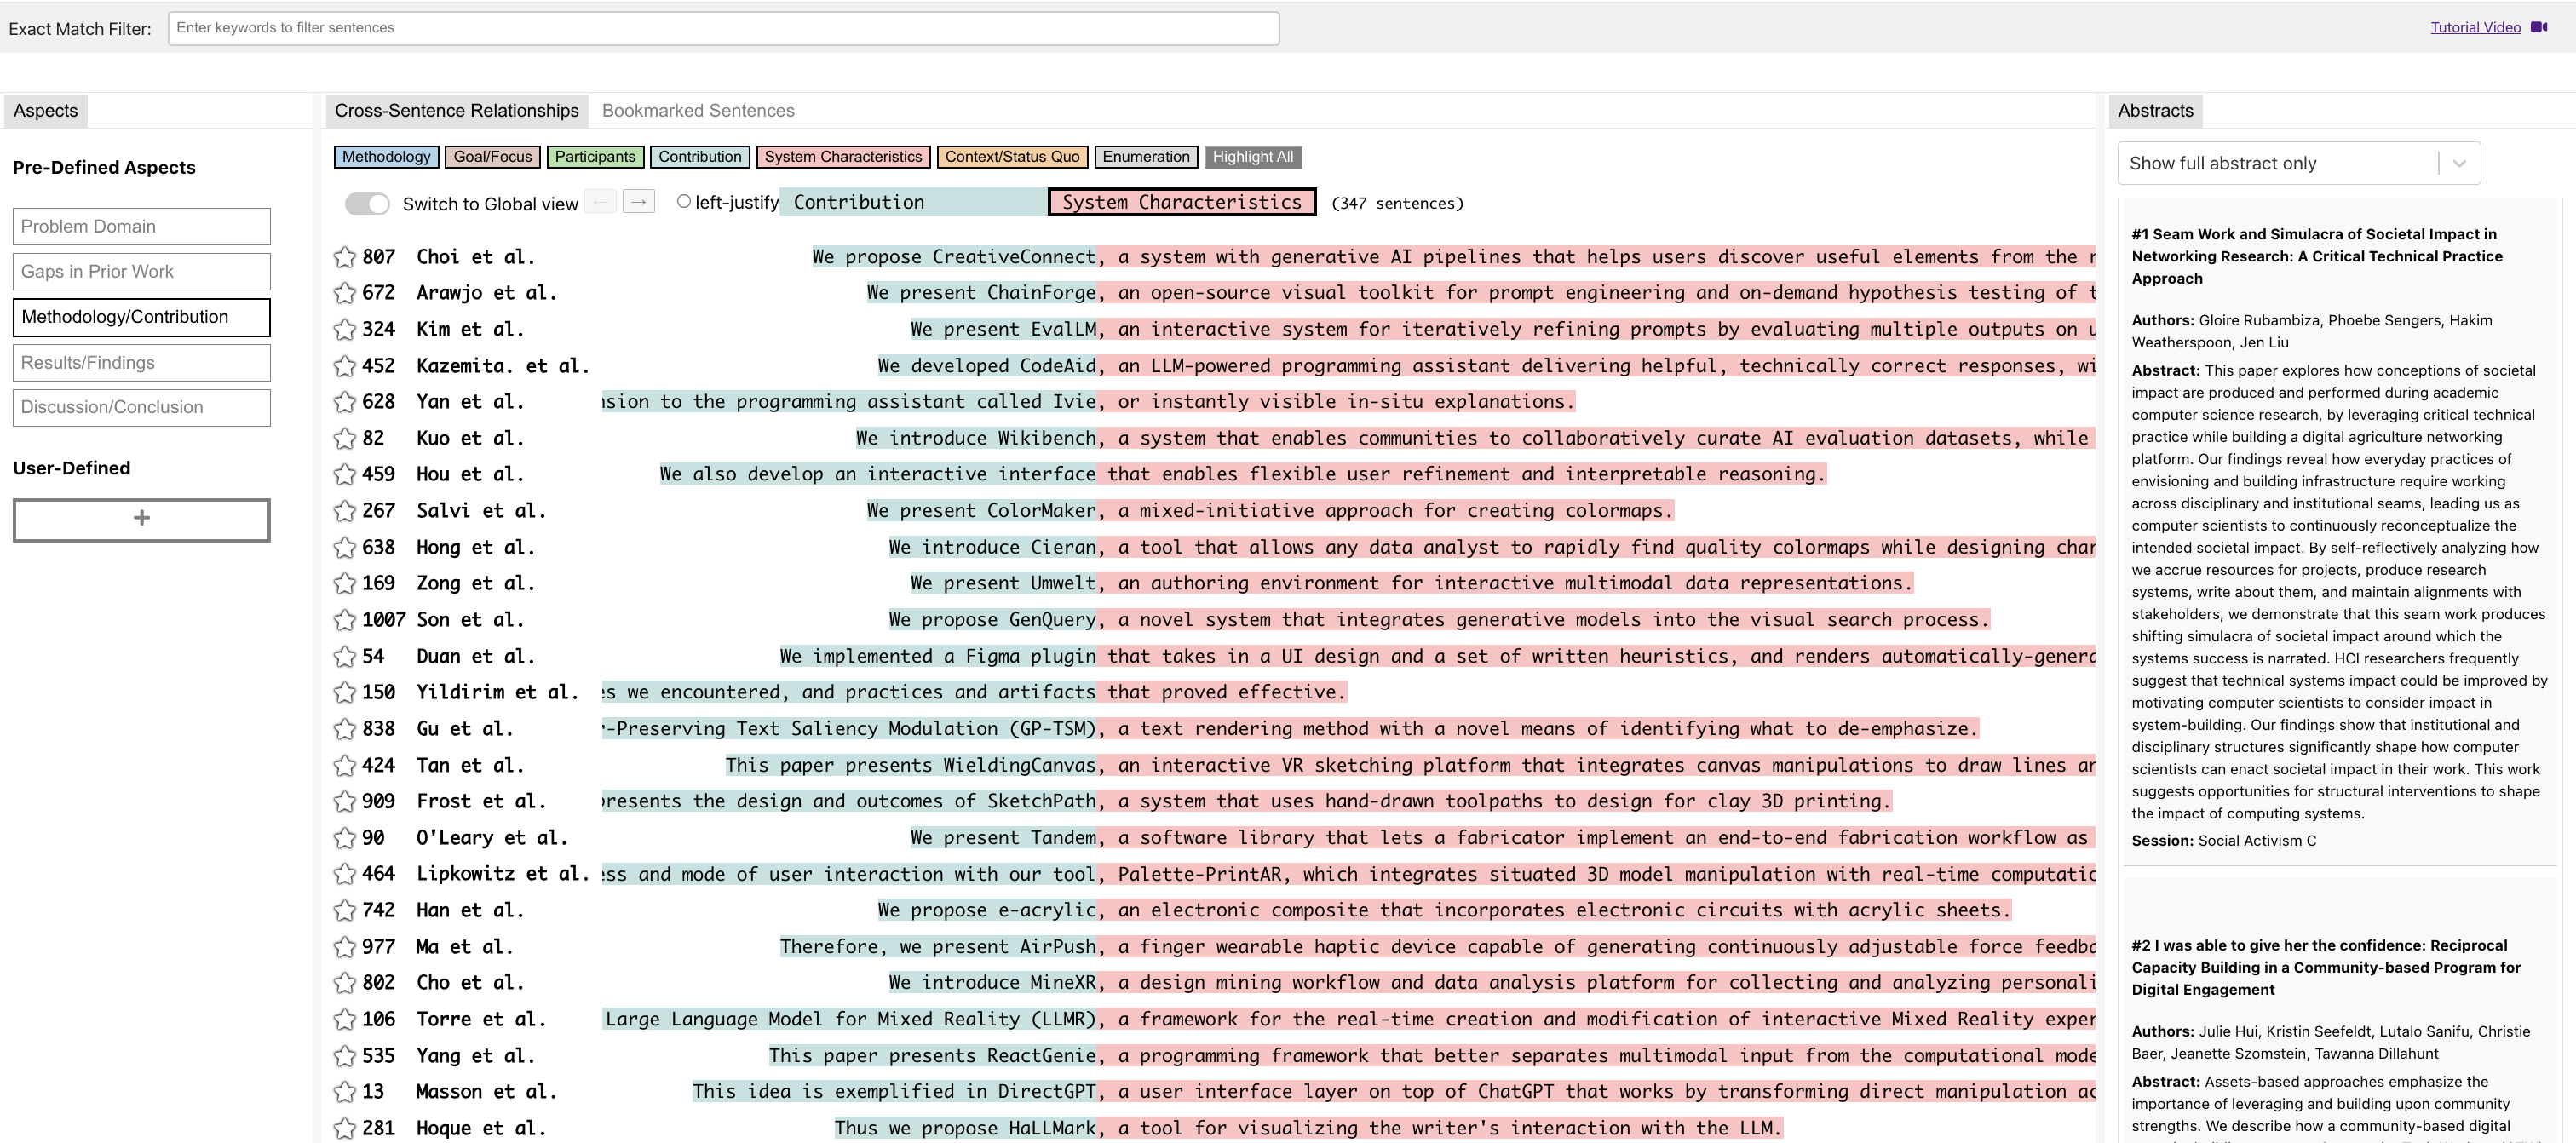 Exact Match Filter: Enter keywords to filter sentences Tutorial Video
Aspects
Pre-Defined Aspects
Problem Domain
Gaps in Prior Work
Methodology/Contribution
Results/Findings
Discussion/Conclusion
User-Defined
+
Cross-Sentence Relationships Bookmarked Sentences
Methodology Goal/Focus Participants Contribution System Characteristics Context/Status Quo Enumeration Highlight All
Switch to Global view ← → left-justify Contribution System Characteristics (347 sentences)
807 Choi et al. We propose CreativeConnect, a system with generative AI pipelines that helps users discover useful elements from the
672 Arawjo et al. We present ChainForge, an open-source visual toolkit for prompt engineering and on-demand hypothesis testing of
324 Kim et al. We present EvalLM, an interactive system for iteratively refining prompts by evaluating multiple outputs on
452 Kazemita. et al. We developed CodeAid, an LLM-powered programming assistant delivering helpful, technically correct responses, wi
628 Yan et al. nsion to the programming assistant called Ivie, or instantly visible in-situ explanations.
82 Kuo et al. We introduce Wikibench, a system that enables communities to collaboratively curate AI evaluation datasets, while
459 Hou et al. We also develop an interactive interface that enables flexible user refinement and interpretable reasoning.
267 Salvi et al. We present ColorMaker, a mixed-initiative approach for creating colormaps.
638 Hong et al. We introduce Cieran, a tool that allows any data analyst to rapidly find quality colormaps while designing char
169 Zong et al. We present Umwelt, an authoring environment for interactive multimodal data representations.
1007 Son et al. We propose GenQuery, a novel system that integrates generative models into the visual search process.
54 Duan et al. We implemented a Figma plugin that takes in a UI design and a set of written heuristics, and renders automatically-genera
150 Yildirim et al. es we encountered, and practices and artifacts that proved effective.
838 Gu et al. r-Preserving Text Saliency Modulation (GP-TSM), a text rendering method with a novel means of identifying what to de-emphasize.
424 Tan et al. This paper presents WieldingCanvas, an interactive VR sketching platform that integrates canvas manipulations to draw lines an
909 Frost et al. presents the design and outcomes of SketchPath, a system that uses hand-drawn toolpaths to design for clay 3D printing.
90 O'Leary et al. We present Tandem, a software library that lets a fabricator implement an end-to-end fabrication workflow as
464 Lipkowitz et al. ess and mode of user interaction with our tool, Palette-PrintAR, which integrates situated 3D model manipulation with real-time computatic
742 Han et al. We propose e-acrylic, an electronic composite that incorporates electronic circuits with acrylic sheets.
977 Ma et al. Therefore, we present AirPush, a finger wearable haptic device capable of generating continuously adjustable force feedba
802 Cho et al. We introduce MineXR, a design mining workflow and data analysis platform for collecting and analyzing personali
106 Torre et al. Large Language Model for Mixed Reality (LLMR), a framework for the real-time creation and modification of interactive Mixed Reality exper
535 Yang et al. This paper presents ReactGenie, a programming framework that better separates multimodal input from the computational mode
13 Masson et al. This idea is exemplified in DirectGPT, a user interface layer on top of ChatGPT that works by transforming direct manipulation ac
281 Hoque et al. Thus we propose HaLLMark, a tool for visualizing the writer's interaction with the LLM.
Abstracts
Show full abstract only
#1 Seam Work and Simulacra of Societal Impact in
Networking Research: A Critical Technical Practice
Approach
Authors: Gloire Rubambiza, Phoebe Sengers, Hakim
Weatherspoon, Jen Liu
Abstract: This paper explores how conceptions of societal
impact are produced and performed during academic
computer science research, by leveraging critical technical
practice while building a digital agriculture networking
platform. Our findings reveal how everyday practices of
envisioning and building infrastructure require working
across disciplinary and institutional seams, leading us as
computer scientists to continuously reconceptualize the
intended societal impact. By self-reflectively analyzing how
we accrue resources for projects, produce research
systems, write about them, and maintain alignments with
stakeholders, we demonstrate that this seam work produces
shifting simulacra of societal impact around which the
systems success is narrated. HCI researchers frequently
suggest that technical systems impact could be improved by
motivating computer scientists to consider impact in
system-building. Our findings show that institutional and
disciplinary structures significantly shape how computer
scientists can enact societal impact in their work. This work
suggests opportunities for structural interventions to shape
the impact of computing systems.
Session: Social Activism C
#2 I was able to give her the confidence: Reciprocal
Capacity Building in a Community-based Program for
Digital Engagement
Authors: Julie Hui, Kristin Seefeldt, Lutalo Sanifu, Christie
Baer, Jeanette Szomstein, Tawanna Dillahunt
Abstract: Assets-based approaches emphasize the
importance of leveraging and building upon community
strengths. We describe how a community-based digital